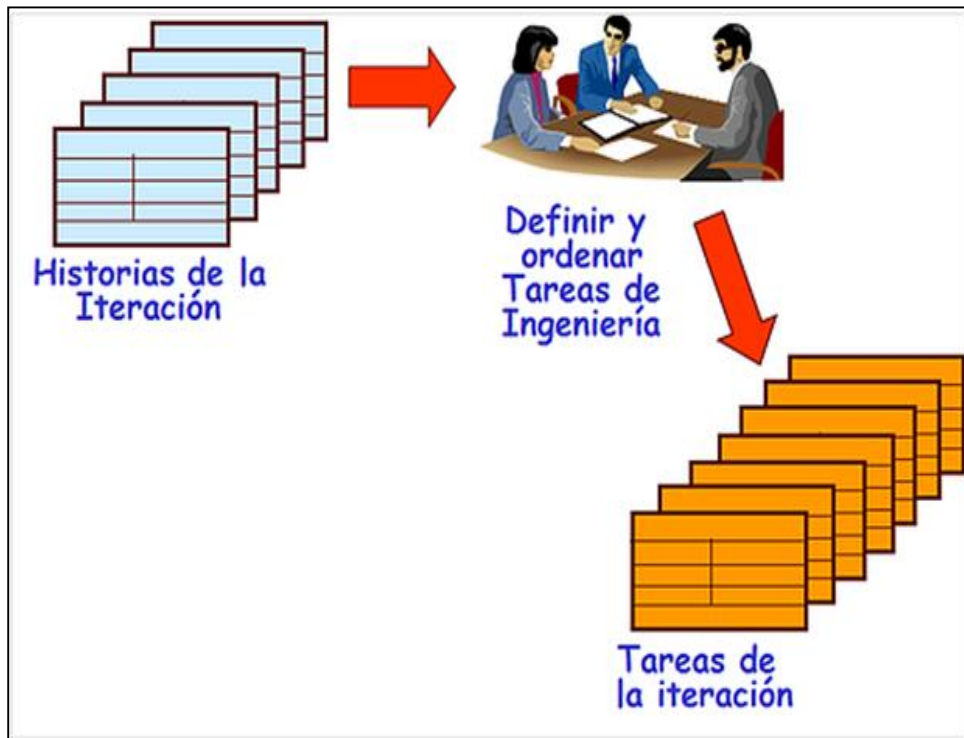 Historias de la
Iteración
Definir y
ordenar
Tareas de
Ingeniería
Tareas de
la iteración